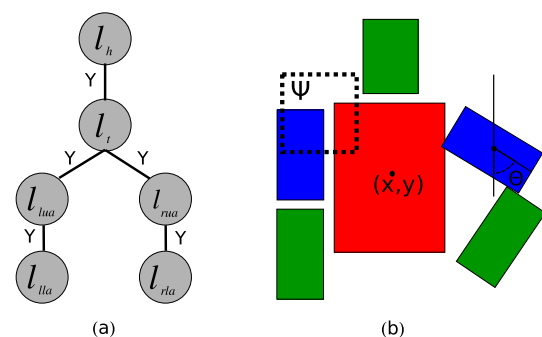 l_h
Y
l_t
Y Y
l_lua l_rua
Y Y
l_lla l_rla
(a)
Ψ
(x,y)
Θ
(b)